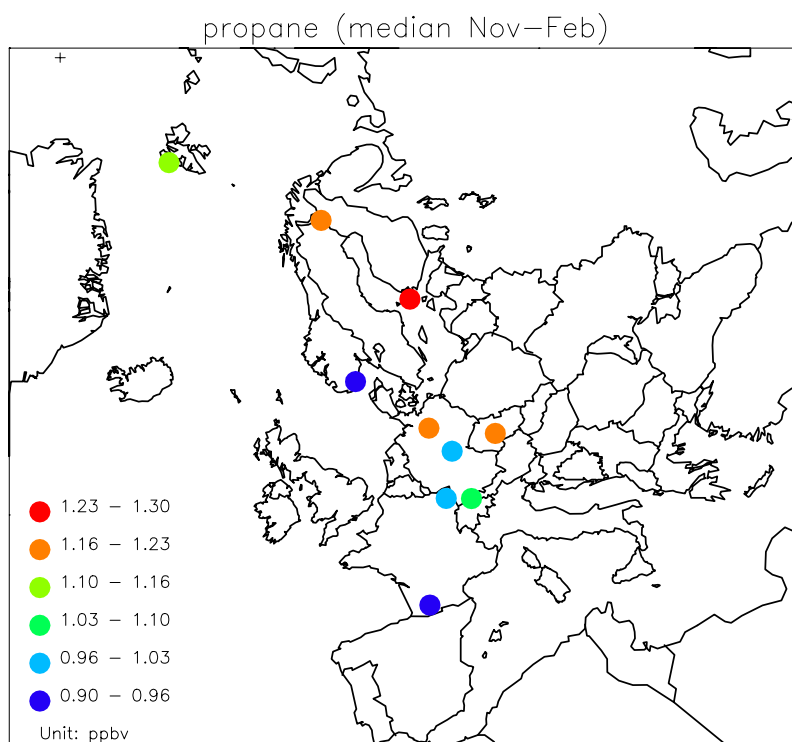 propane (median Nov−Feb)
1.23 − 1.30
1.16 − 1.23
1.10 − 1.16
1.03 − 1.10
0.96 − 1.03
0.90 − 0.96
Unit: ppbv